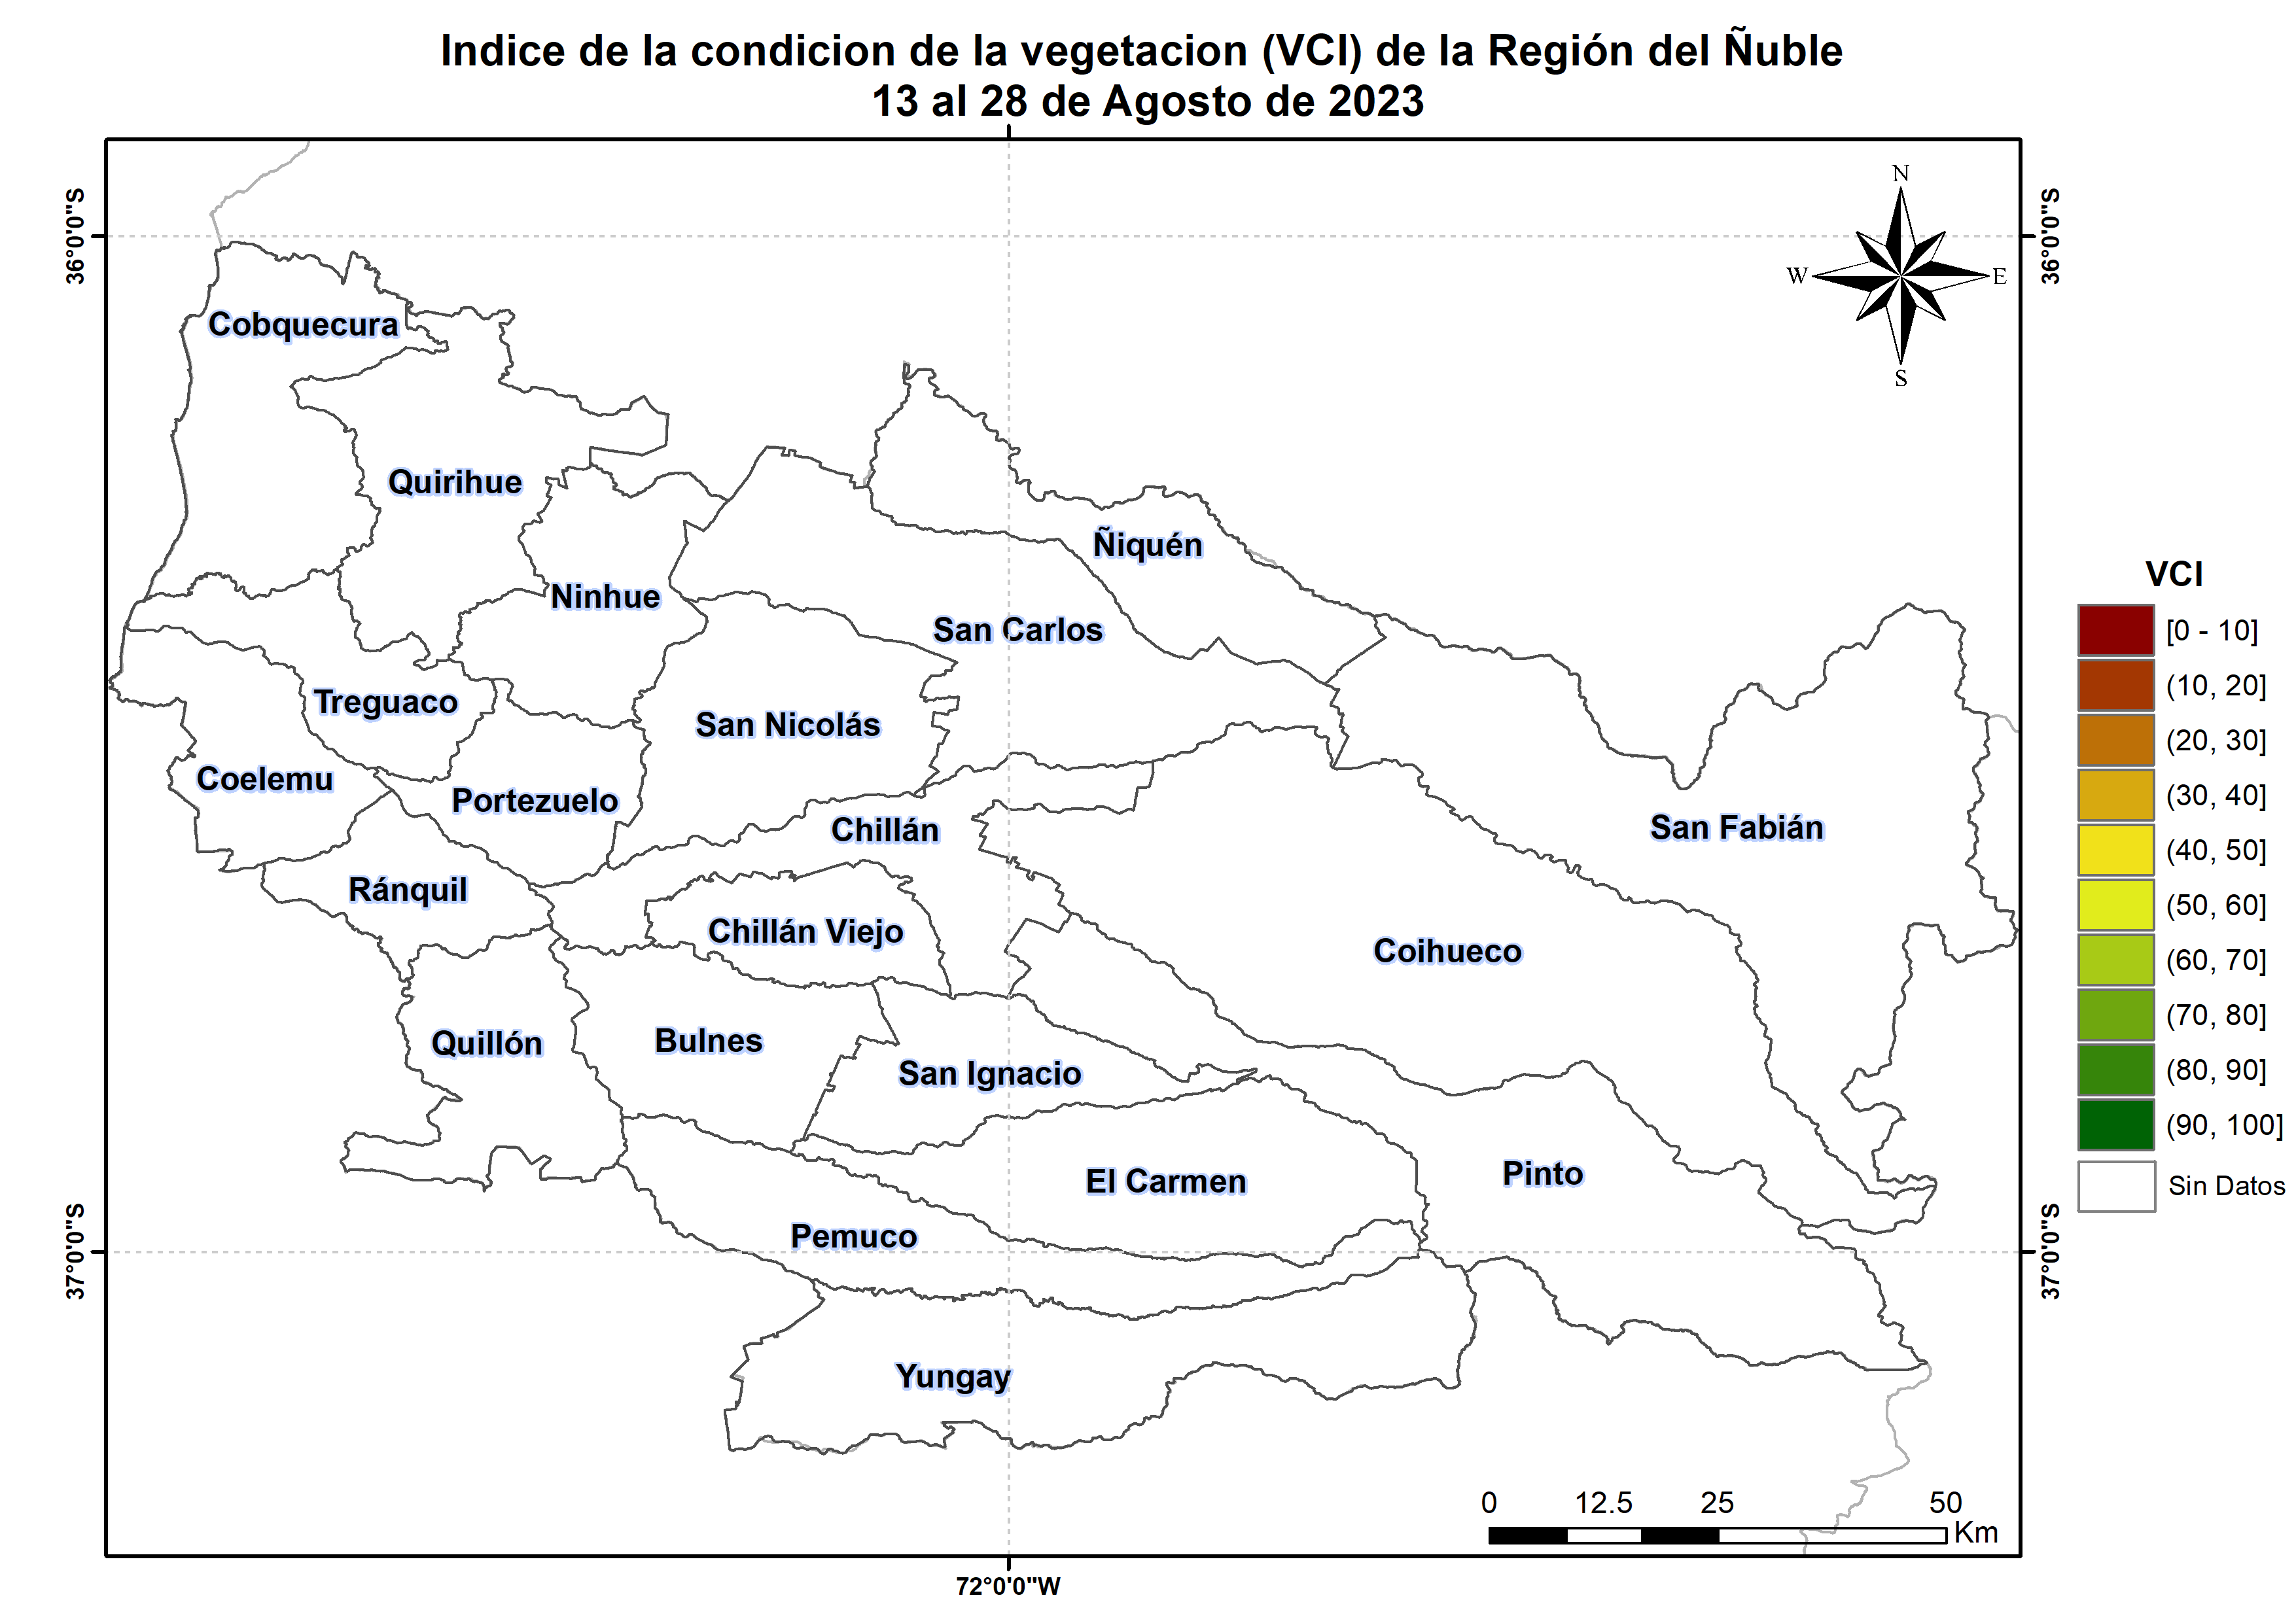 Indice de la condicion de la vegetacion (VCI) de la Región del Ñuble
13 al 28 de Agosto de 2023
36°0'0"S
36°0'0"S
N
W
E
S
Cobquecura
Quirihue
Ñiquén
Ninhue
San Carlos
Treguaco
San Nicolás
Coelemu
Portezuelo
Chillán
San Fabián
Ránquil
Chillán Viejo
Coihueco
Quillón
Bulnes
San Ignacio
El Carmen
Pinto
Pemuco
Yungay
37°0'0"S
37°0'0"S
72°0'0"W
0 12.5 25 50
Km
VCI
[0 - 10]
(10, 20]
(20, 30]
(30, 40]
(40, 50]
(50, 60]
(60, 70]
(70, 80]
(80, 90]
(90, 100]
Sin Datos